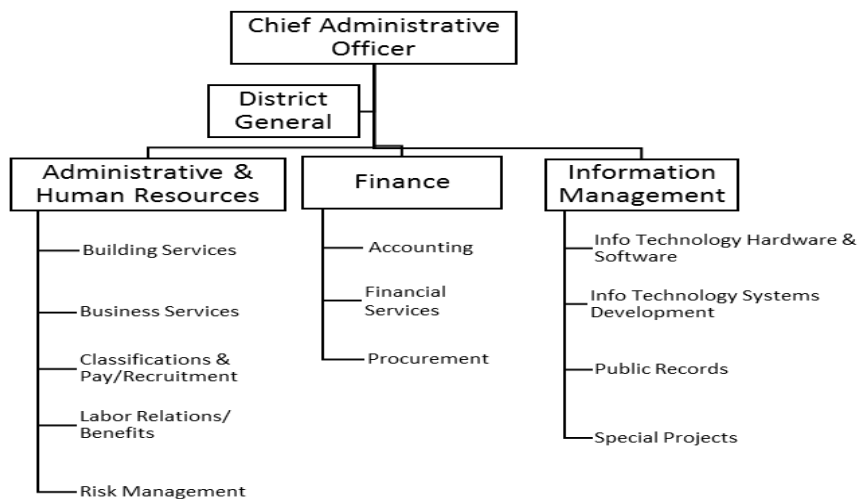 Chief Administrative
Officer
District
General
Administrative &
Human Resources
Finance
Information
Management
Building Services
Business Services
Classifications &
Pay/Recruitment
Labor Relations/
Benefits
Risk Management
Accounting
Financial
Services
Procurement
Info Technology Hardware &
Software
Info Technology Systems
Development
Public Records
Special Projects